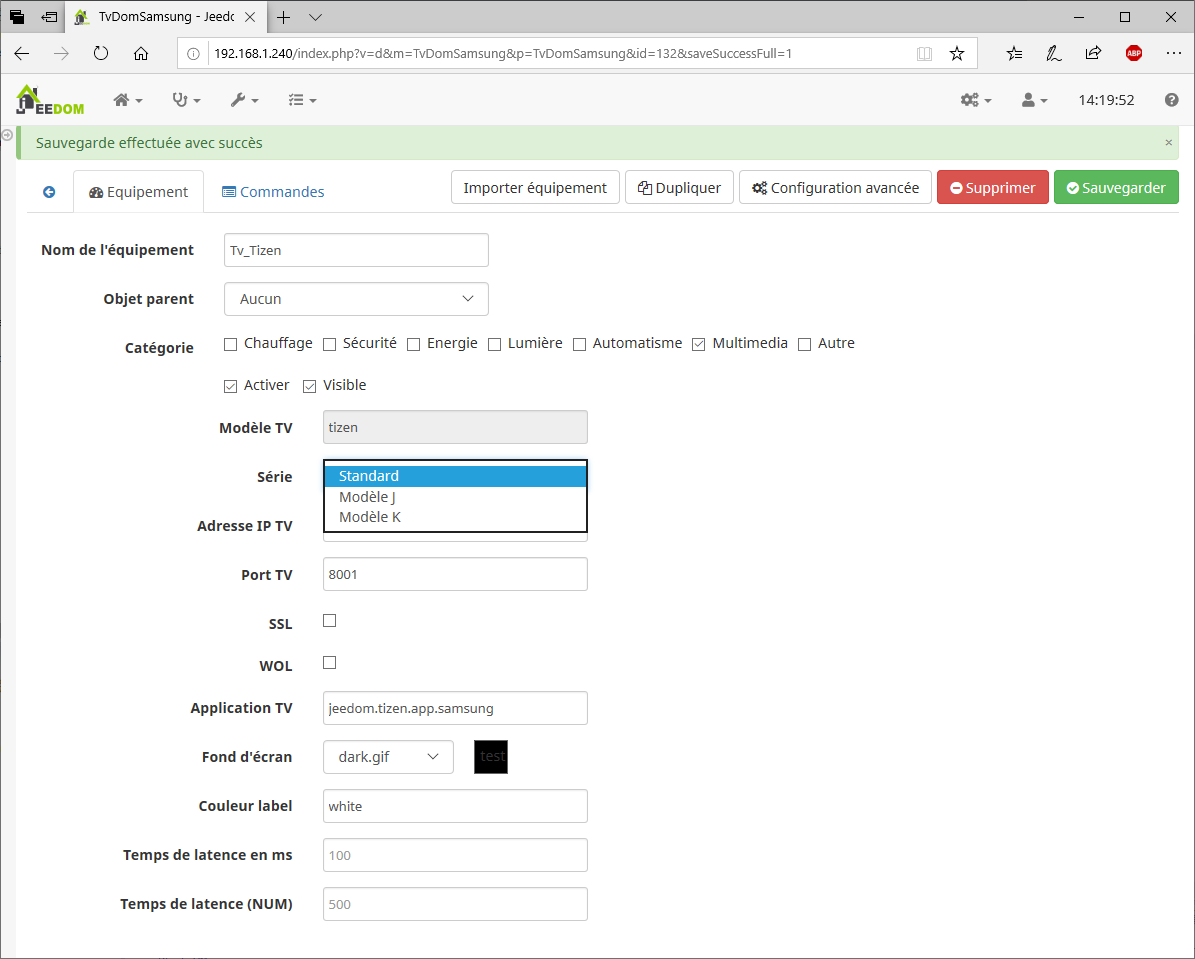 TvDomSamsung - Jeedc
192.168.1.240/index.php?v=d&m=TvDomSamsung&p=TvDomSamsung&id=132&saveSuccessFull=1
ABP
JEEDOM
14:19:52
Sauvegarde effectuée avec succès
×
Equipement
Commandes
Importer équipement
Dupliquer
Configuration avancée
Supprimer
Sauvegarder
Nom de l'équipement
Tv_Tizen
Objet parent
Aucun
Catégorie
Chauffage Sécurité Energie Lumière Automatisme Multimedia Autre
Activer Visible
Modèle TV
tizen
Série
Standard
Modèle J
Modèle K
Adresse IP TV
Port TV
8001
SSL
WOL
Application TV
jeedom.tizen.app.samsung
Fond d'écran
dark.gif
test
Couleur label
white
Temps de latence en ms
100
Temps de latence (NUM)
500